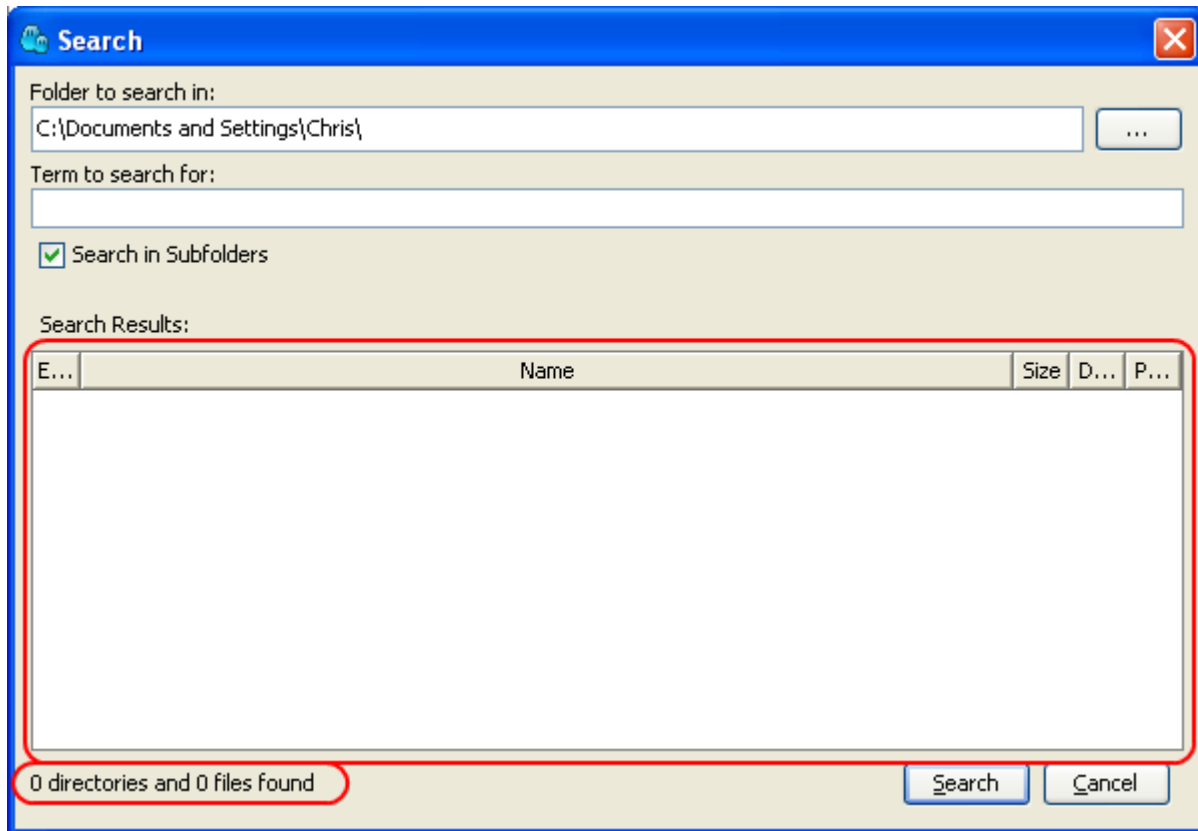 Search
Folder to search in:
C:\Documents and Settings\Chris\
...
Term to search for:
Search in Subfolders
Search Results:
E... Name Size D... P...
0 directories and 0 files found
Search Cancel